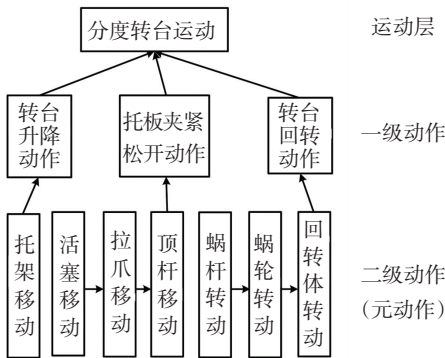 分度转台运动
运动层
转台
升降
动作
托板夹紧
松开动作
转台
回转
动作
一级动作
托架移动
活塞移动
拉爪移动
顶杆移动
蜗杆转动
蜗轮转动
回转体转动
二级动作
(元动作)